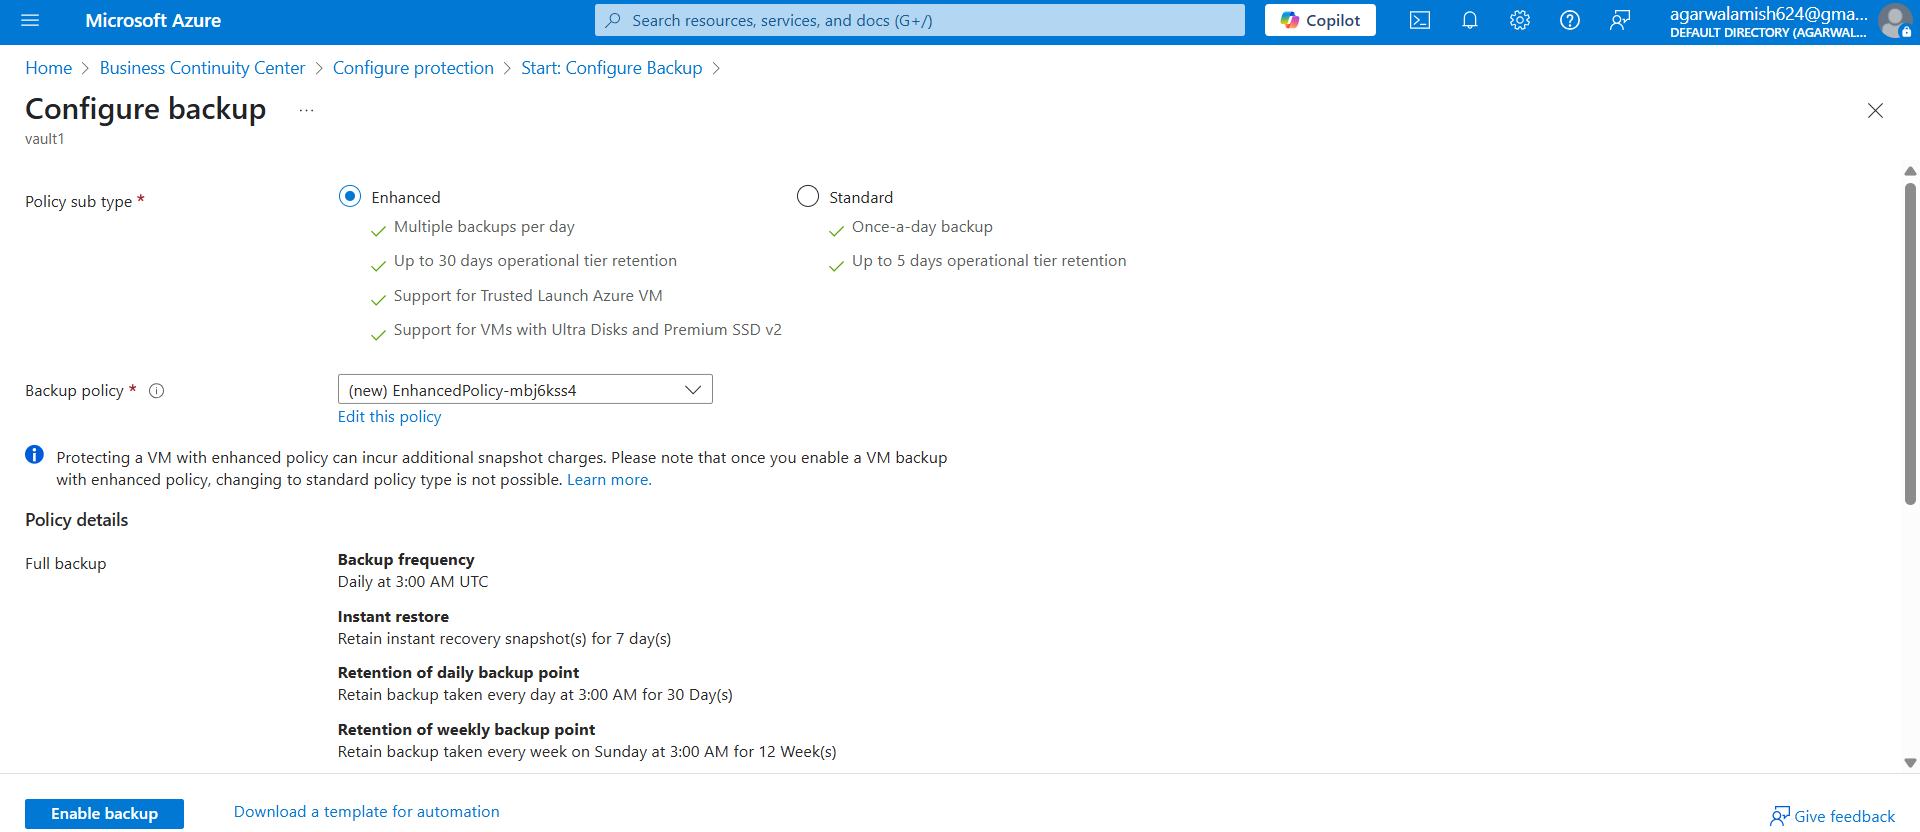 Microsoft Azure
Search resources, services, and docs (G+/)
Copilot
agarwalamish624@gma...
DEFAULT DIRECTORY (AGARWAL...
Home > Business Continuity Center > Configure protection > Start: Configure Backup >
Configure backup ...
vault1
Policy sub type *
Enhanced
Multiple backups per day
Up to 30 days operational tier retention
Support for Trusted Launch Azure VM
Support for VMs with Ultra Disks and Premium SSD v2
Standard
Once-a-day backup
Up to 5 days operational tier retention
Backup policy *
(new) EnhancedPolicy-mbj6kss4
Edit this policy
Protecting a VM with enhanced policy can incur additional snapshot charges. Please note that once you enable a VM backup
with enhanced policy, changing to standard policy type is not possible. Learn more.
Policy details
Full backup
Backup frequency
Daily at 3:00 AM UTC
Instant restore
Retain instant recovery snapshot(s) for 7 day(s)
Retention of daily backup point
Retain backup taken every day at 3:00 AM for 30 Day(s)
Retention of weekly backup point
Retain backup taken every week on Sunday at 3:00 AM for 12 Week(s)
Enable backup
Download a template for automation
Give feedback